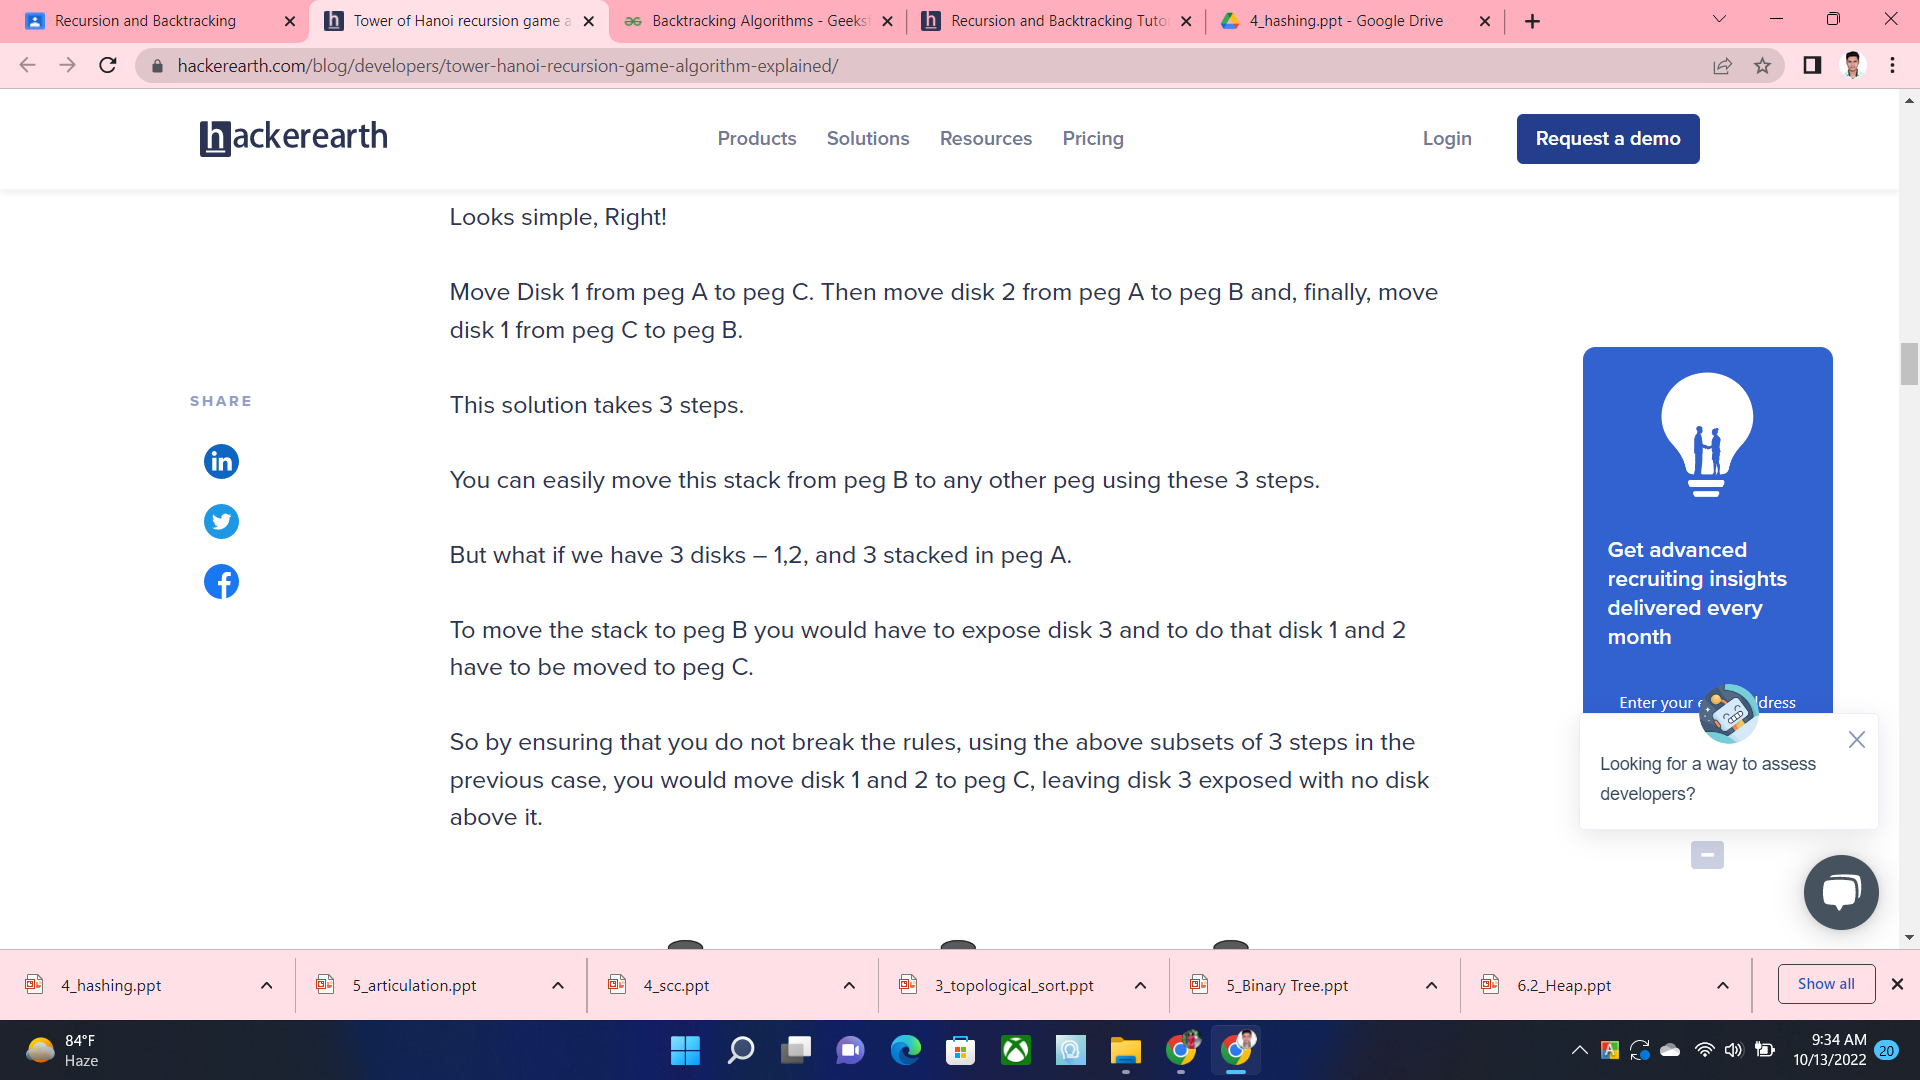 Recursion and Backtracking
Tower of Hanoi recursion game a
Backtracking Algorithms - Geeksf
Recursion and Backtracking Tuto
4_hashing.ppt - Google Drive
hackerearth.com/blog/developers/tower-hanoi-recursion-game-algorithm-explained/
hackerearth
Products
Solutions
Resources
Pricing
Login
Request a demo
Looks simple, Right!
Move Disk 1 from peg A to peg C. Then move disk 2 from peg A to peg B and, finally, move
disk 1 from peg C to peg B.
SHARE
This solution takes 3 steps.
You can easily move this stack from peg B to any other peg using these 3 steps.
But what if we have 3 disks – 1,2, and 3 stacked in peg A.
To move the stack to peg B you would have to expose disk 3 and to do that disk 1 and 2
have to be moved to peg C.
So by ensuring that you do not break the rules, using the above subsets of 3 steps in the
previous case, you would move disk 1 and 2 to peg C, leaving disk 3 exposed with no disk
above it.
Get advanced
recruiting insights
delivered every
month
Enter your
Looking for a way to assess
developers?
4_hashing.ppt
5_articulation.ppt
4_scc.ppt
3_topological_sort.ppt
5_Binary Tree.ppt
6.2_Heap.ppt
Show all
84°F
Haze
9:34 AM
10/13/2022
20